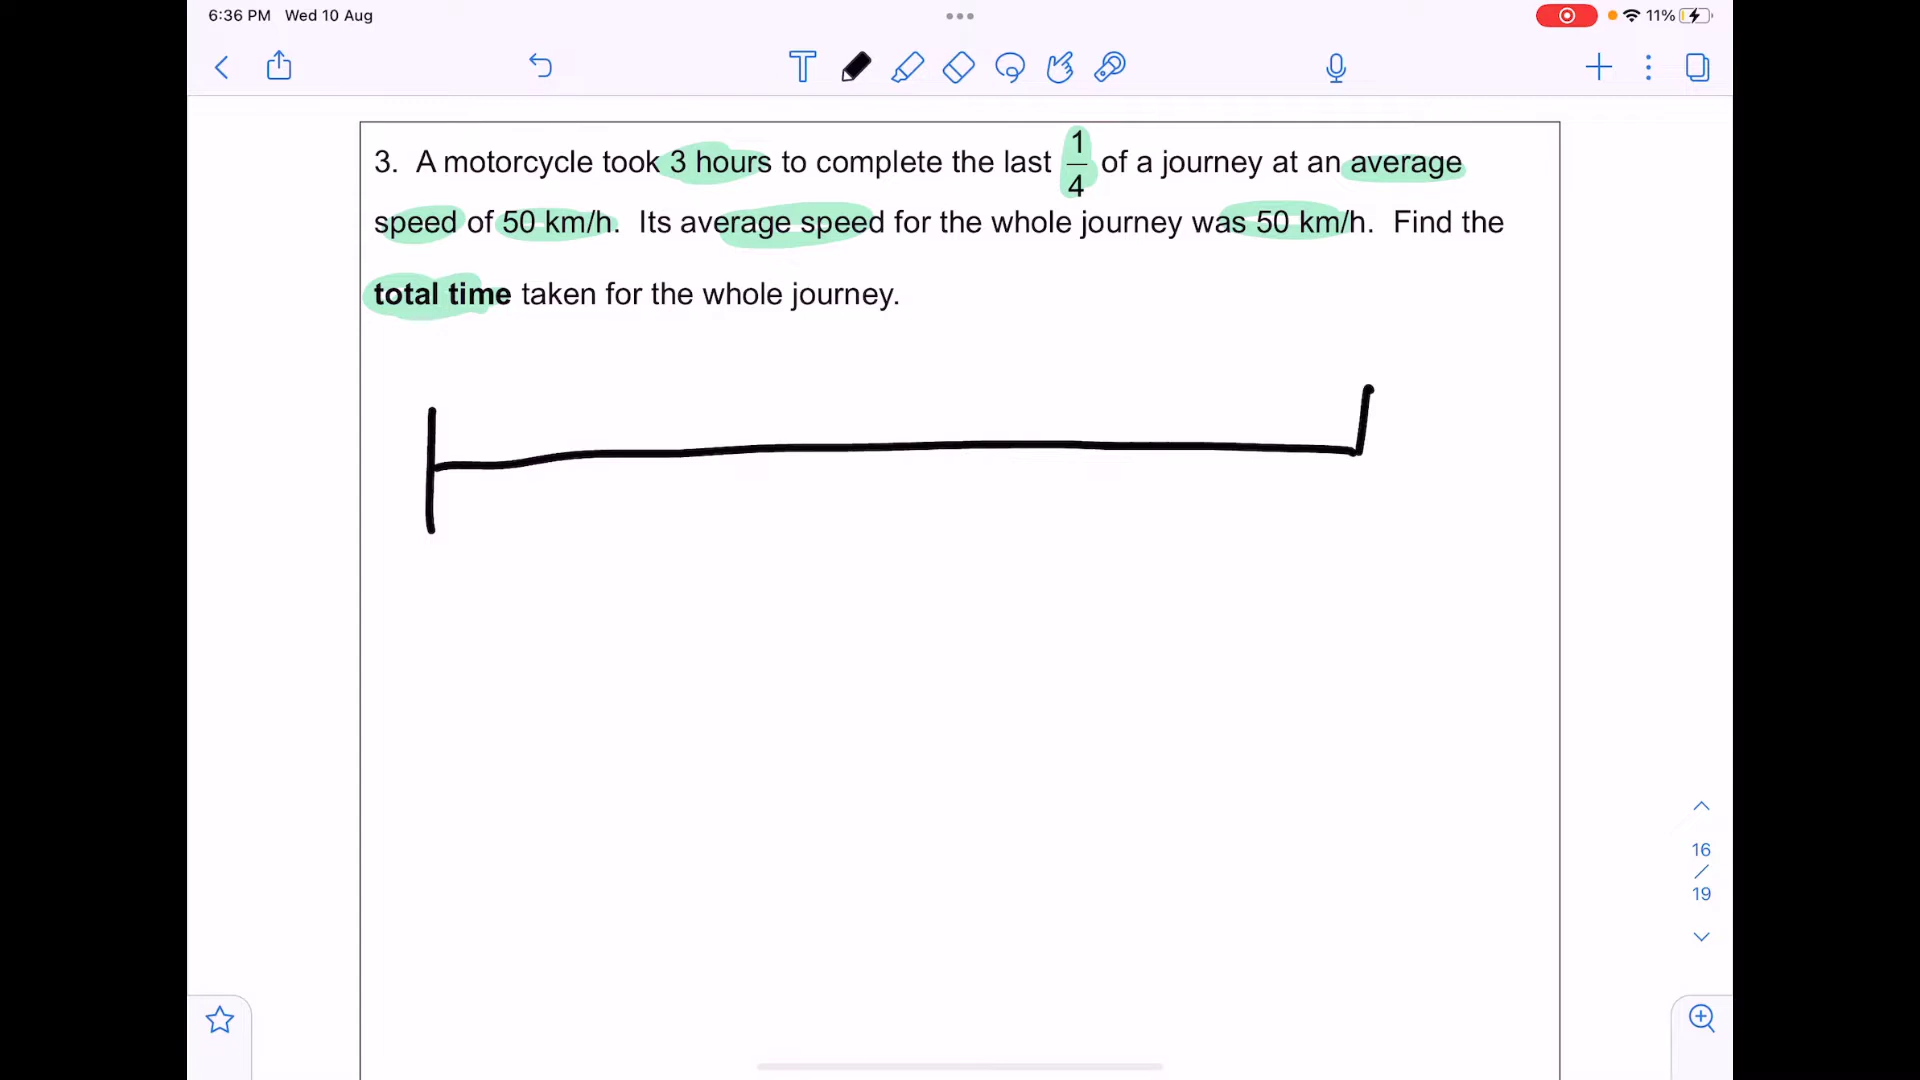 6:36 PM Wed 10 Aug
11%
T
3. A motorcycle took 3 hours to complete the last 1/4 of a journey at an average
speed of 50 km/h. Its average speed for the whole journey was 50 km/h. Find the
total time taken for the whole journey.
16
/
19